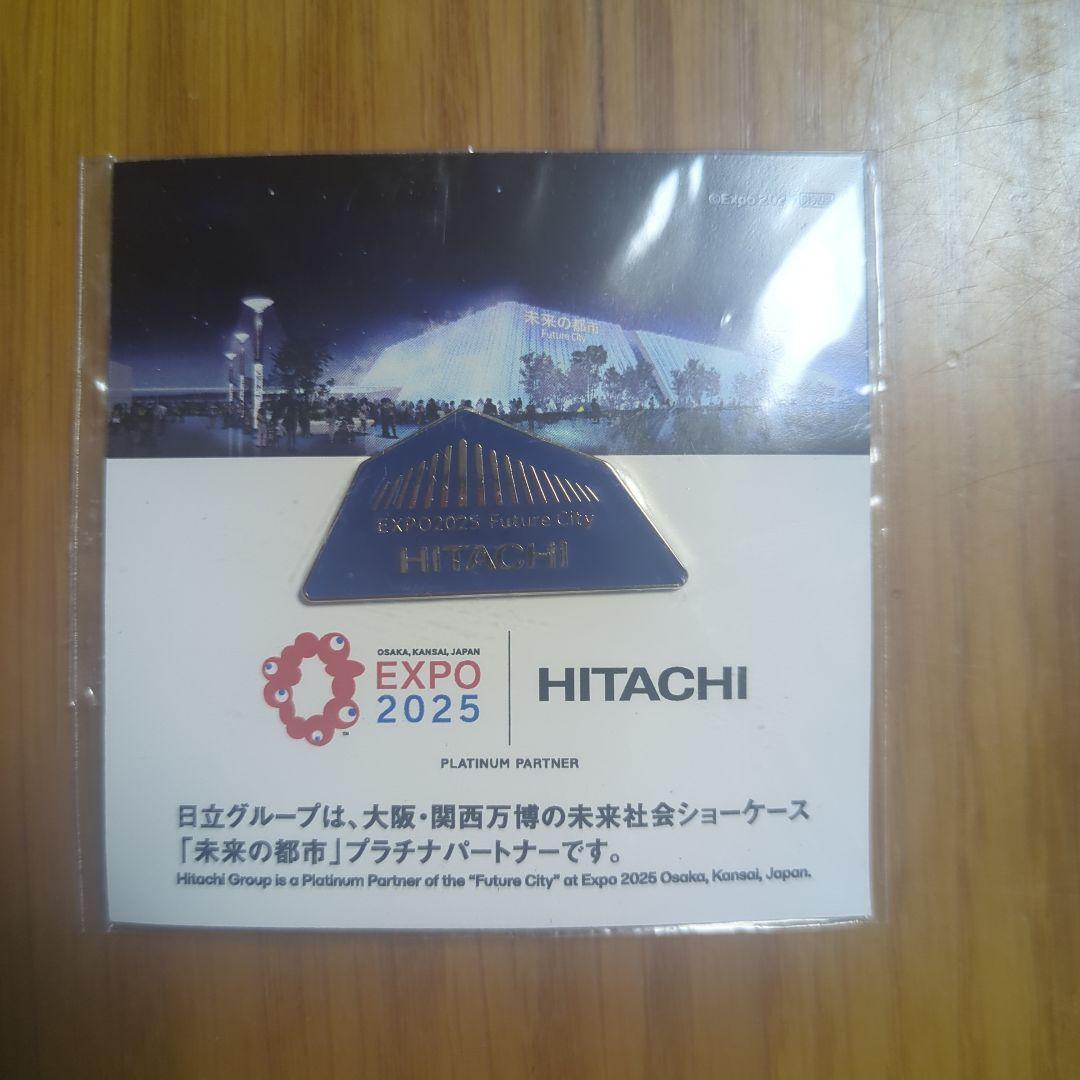 ©Expo 202
未来の都市
Future City
EXPO2025 Future City
HITACHI
OSAKA, KANSAI, JAPAN
EXPO
2025
TM
HITACHI
PLATINUM PARTNER
日立グループは、大阪・関西万博の未来社会ショーケース
「未来の都市」プラチナパートナーです。
Hitachi Group is a Platinum Partner of the "Future City" at Expo 2025 Osaka, Kansai, Japan.